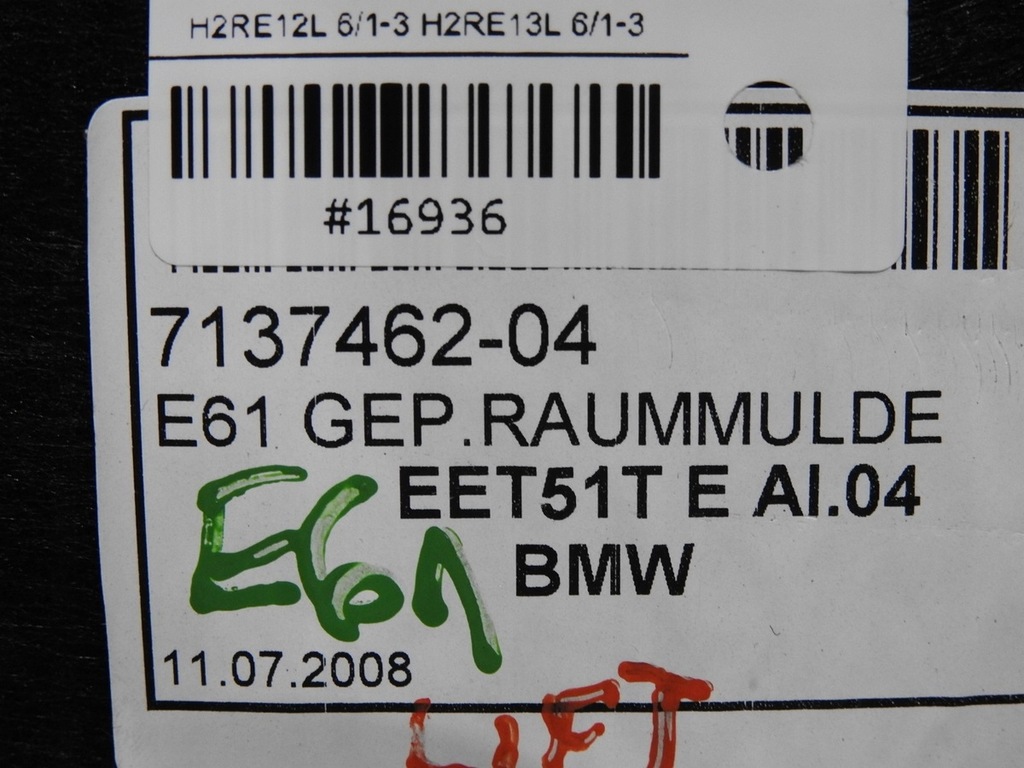 H2RE12L 6/1-3 H2RE13L 6/1-3
#16936
7137462-04
E61 GEP.RAUMMULDE
EET51T E AI.04
E61
BMW
11.07.2008
LIFT